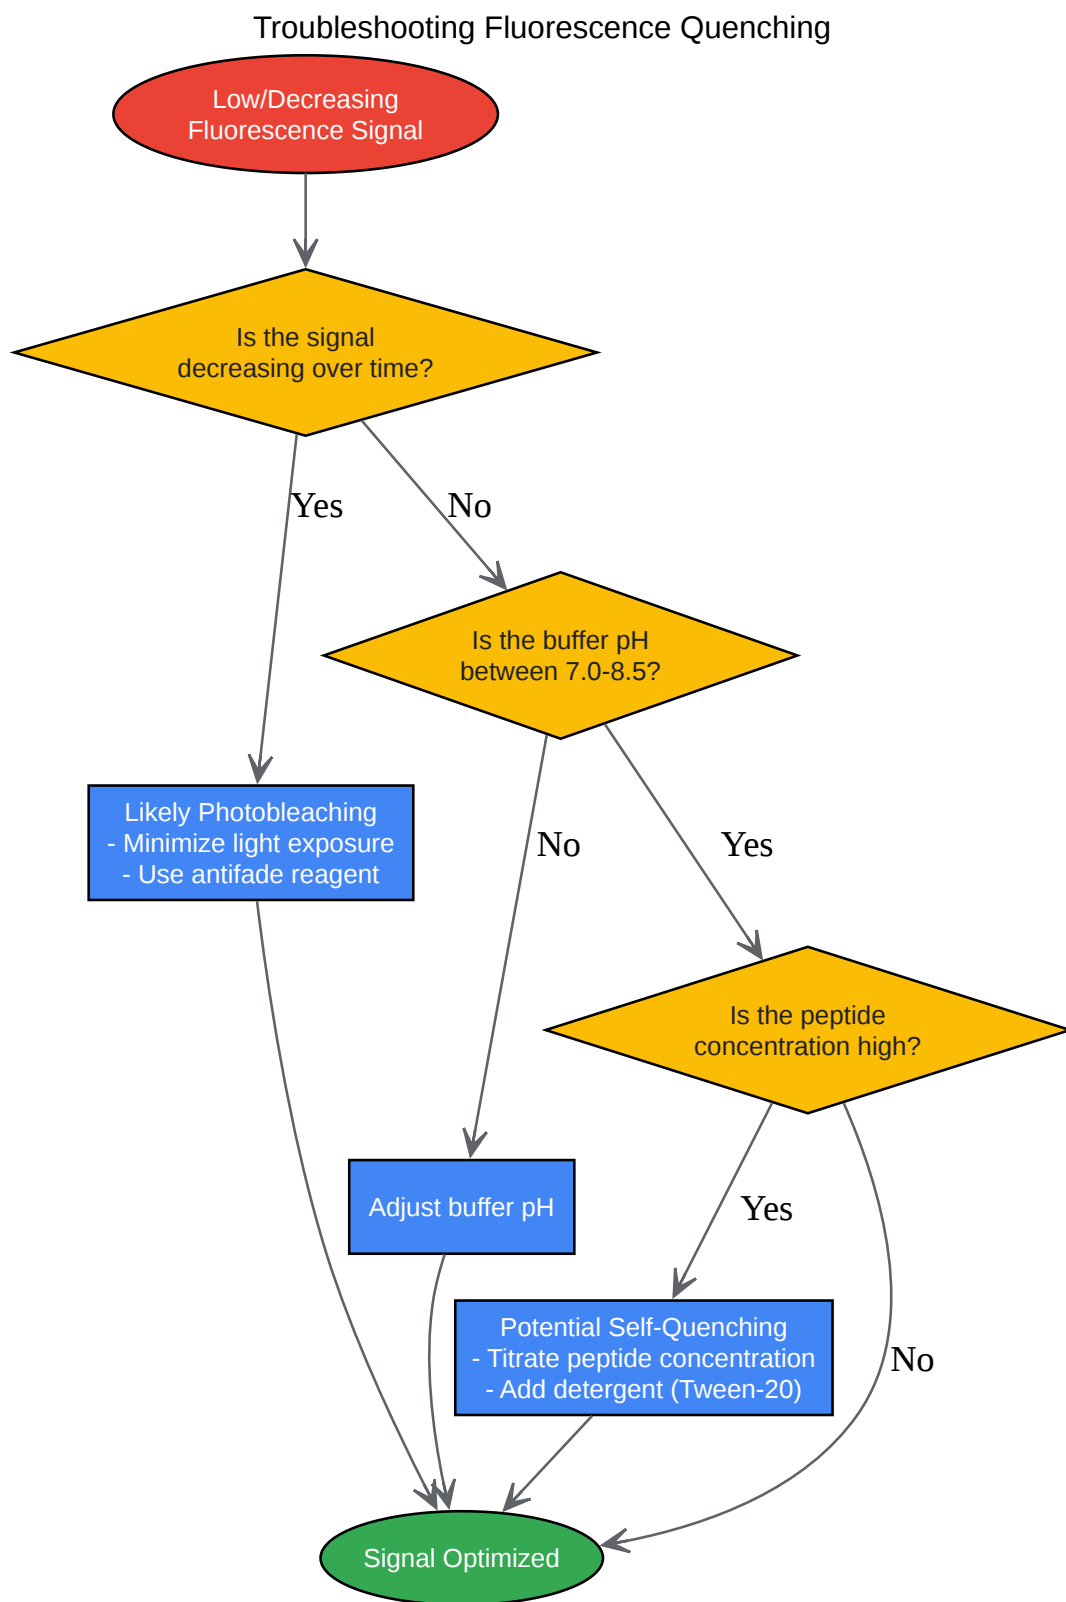 Troubleshooting Fluorescence Quenching
Low/Decreasing
Fluorescence Signal
Is the signal
decreasing over time?
Yes
No
Is the buffer pH
between 7.0-8.5?
Likely Photobleaching
- Minimize light exposure
- Use antifade reagent
No
Yes
Is the peptide
concentration high?
Adjust buffer pH
Yes
Potential Self-Quenching
- Titrate peptide concentration
- Add detergent (Tween-20)
No
Signal Optimized